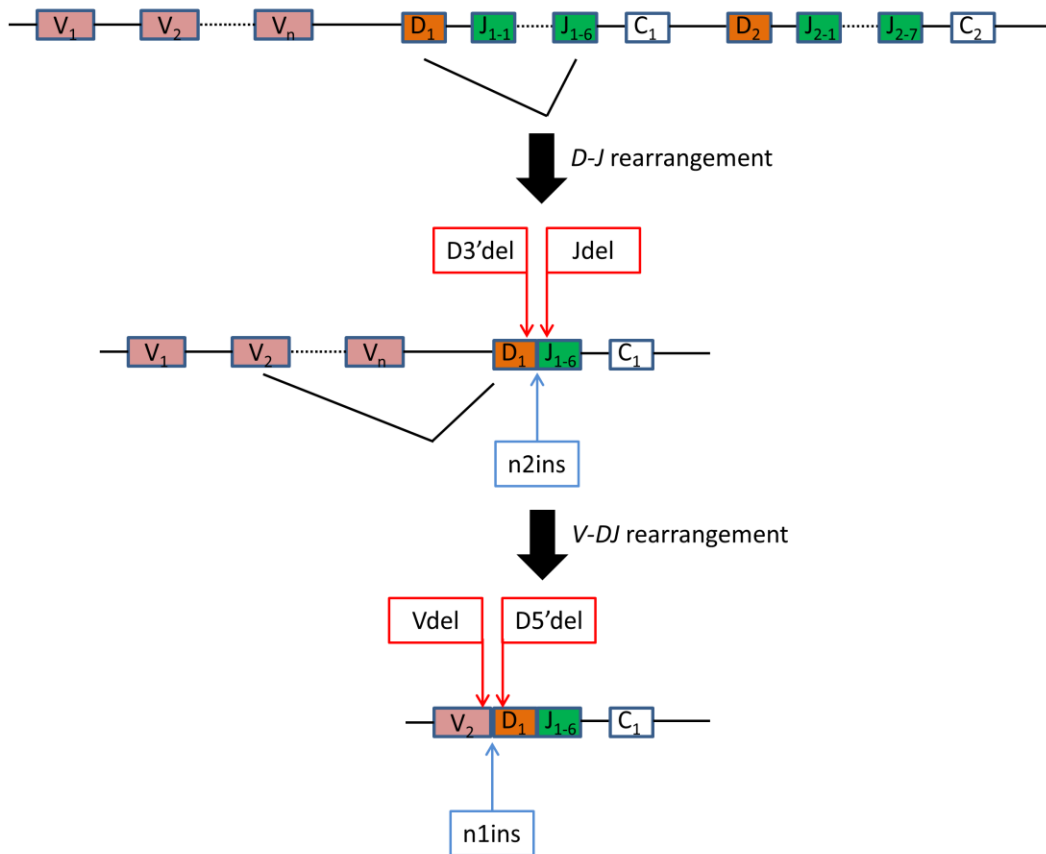 V₁ V₂ Vₙ D₁ J₁₋₁ J₁₋₆ C₁ D₂ J₂₋₁ J₂₋₇ C₂
D-J rearrangement
D3'del Jdel
V₁ V₂ Vₙ D₁ J₁₋₆ C₁
n2ins
V-DJ rearrangement
Vdel D5'del
V₂ D₁ J₁₋₆ C₁
n1ins